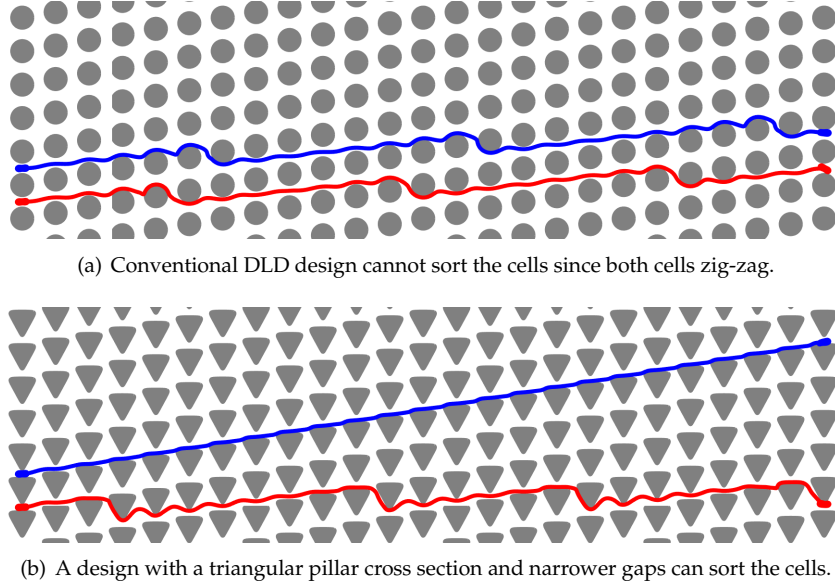 (a) Conventional DLD design cannot sort the cells since both cells zig-zag.
(b) A design with a triangular pillar cross section and narrower gaps can sort the cells.